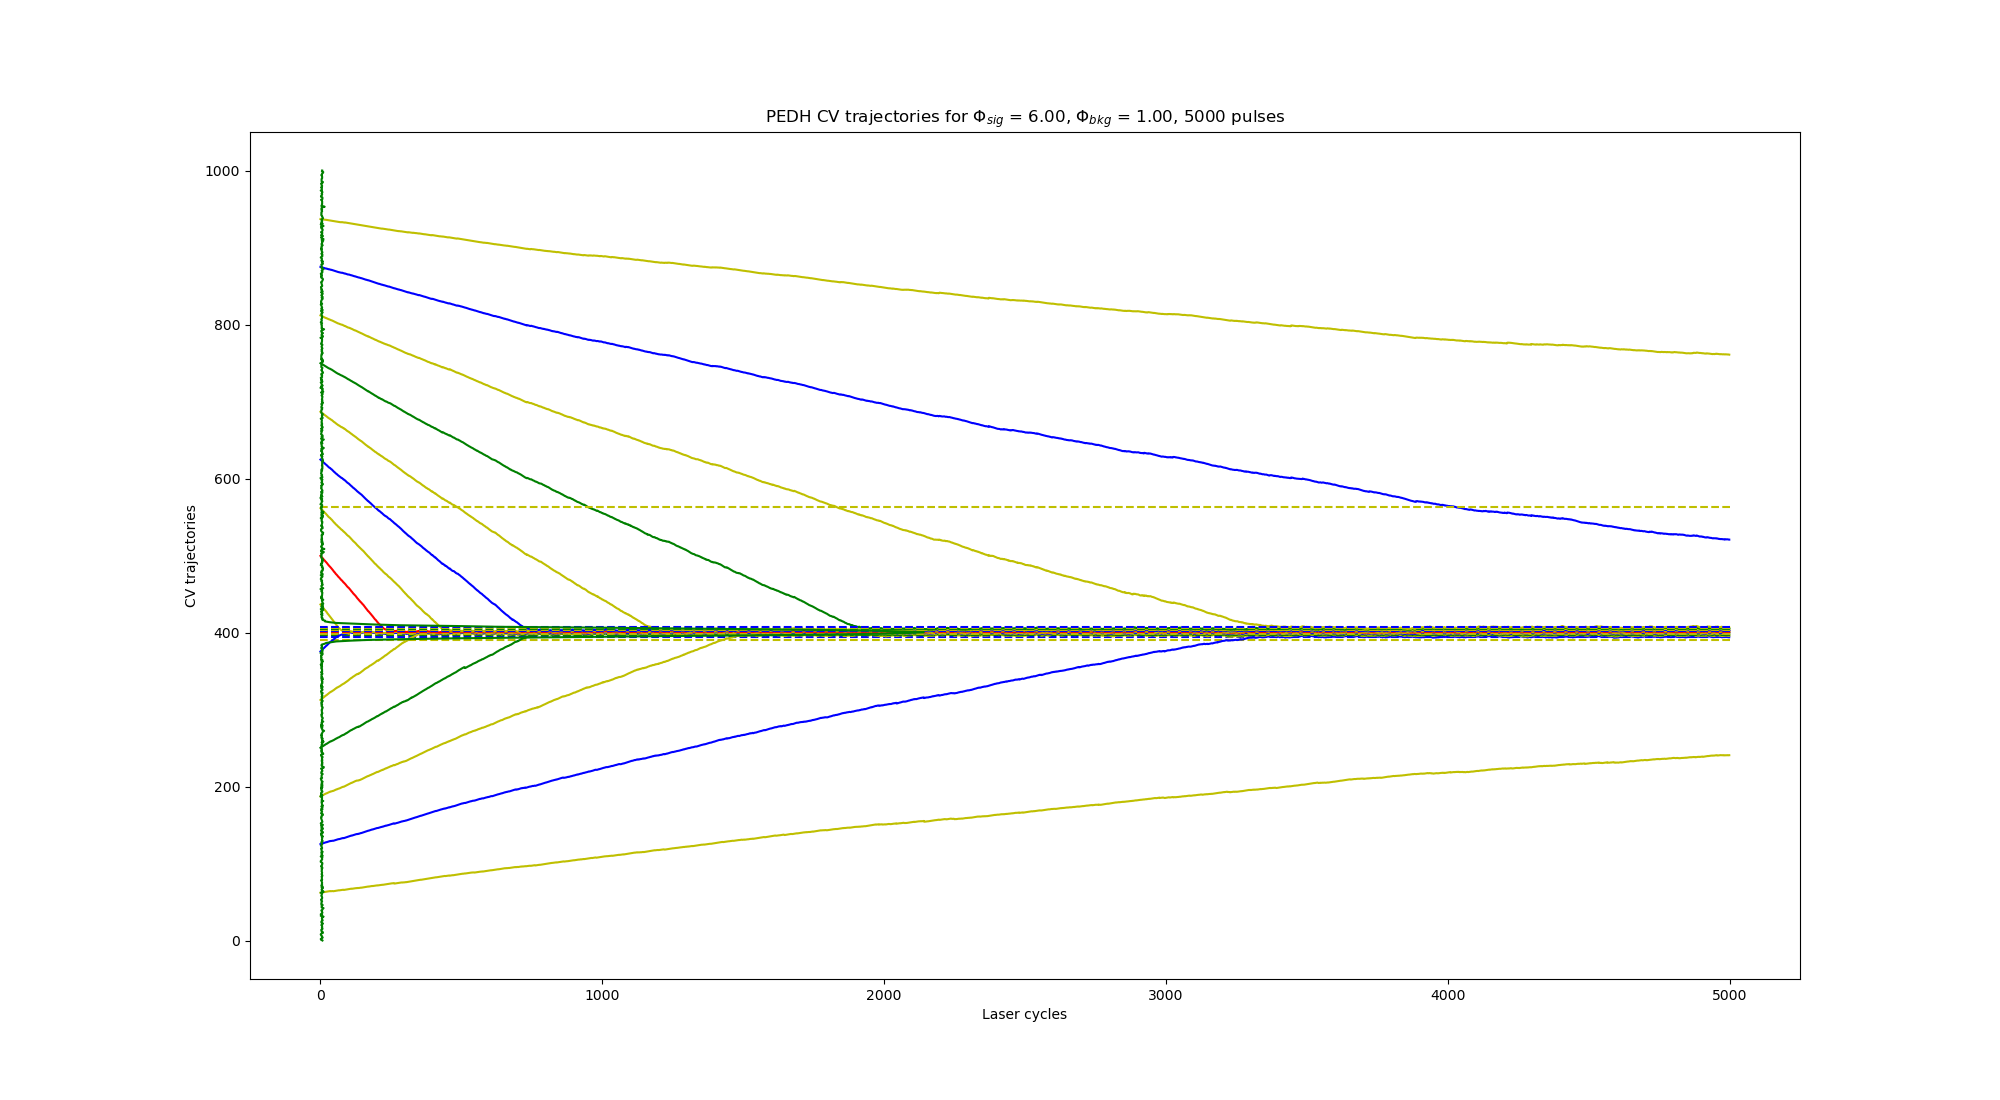 PEDH CV trajectories for Φsig = 6.00, Φbkg = 1.00, 5000 pulses
CV trajectories
1000
800
600
400
200
0
0 1000 2000 3000 4000 5000
Laser cycles